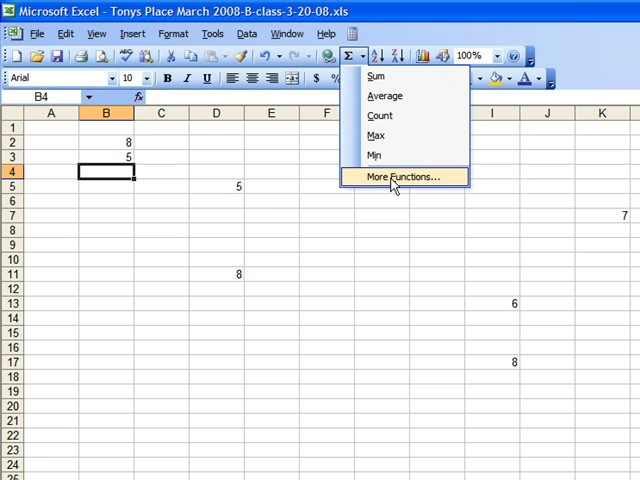 Microsoft Excel - Tonys Place March 2008-B-class-3-20-08.xls
File Edit View Insert Format Tools Data Window Help
Σ 100%
Arial 10 B I U $ % A
B4 fx
A B C D E F I J K
1
2 8
3 5
4
5 5
6
7 7
8
9
10
11 8
12
13 6
14
15
16
17 8
18
19
20
21
22
23
24
25
Sum
Average
Count
Max
Min
More Functions...